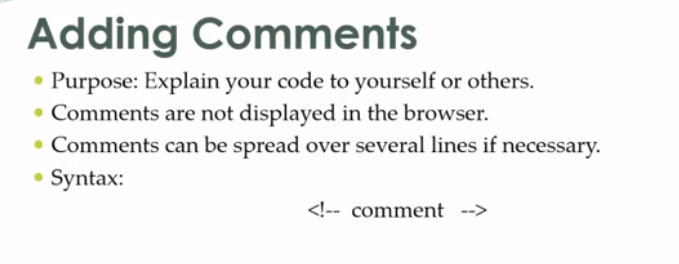 Adding Comments
• Purpose: Explain your code to yourself or others.
• Comments are not displayed in the browser.
• Comments can be spread over several lines if necessary.
• Syntax:
<!-- comment -->